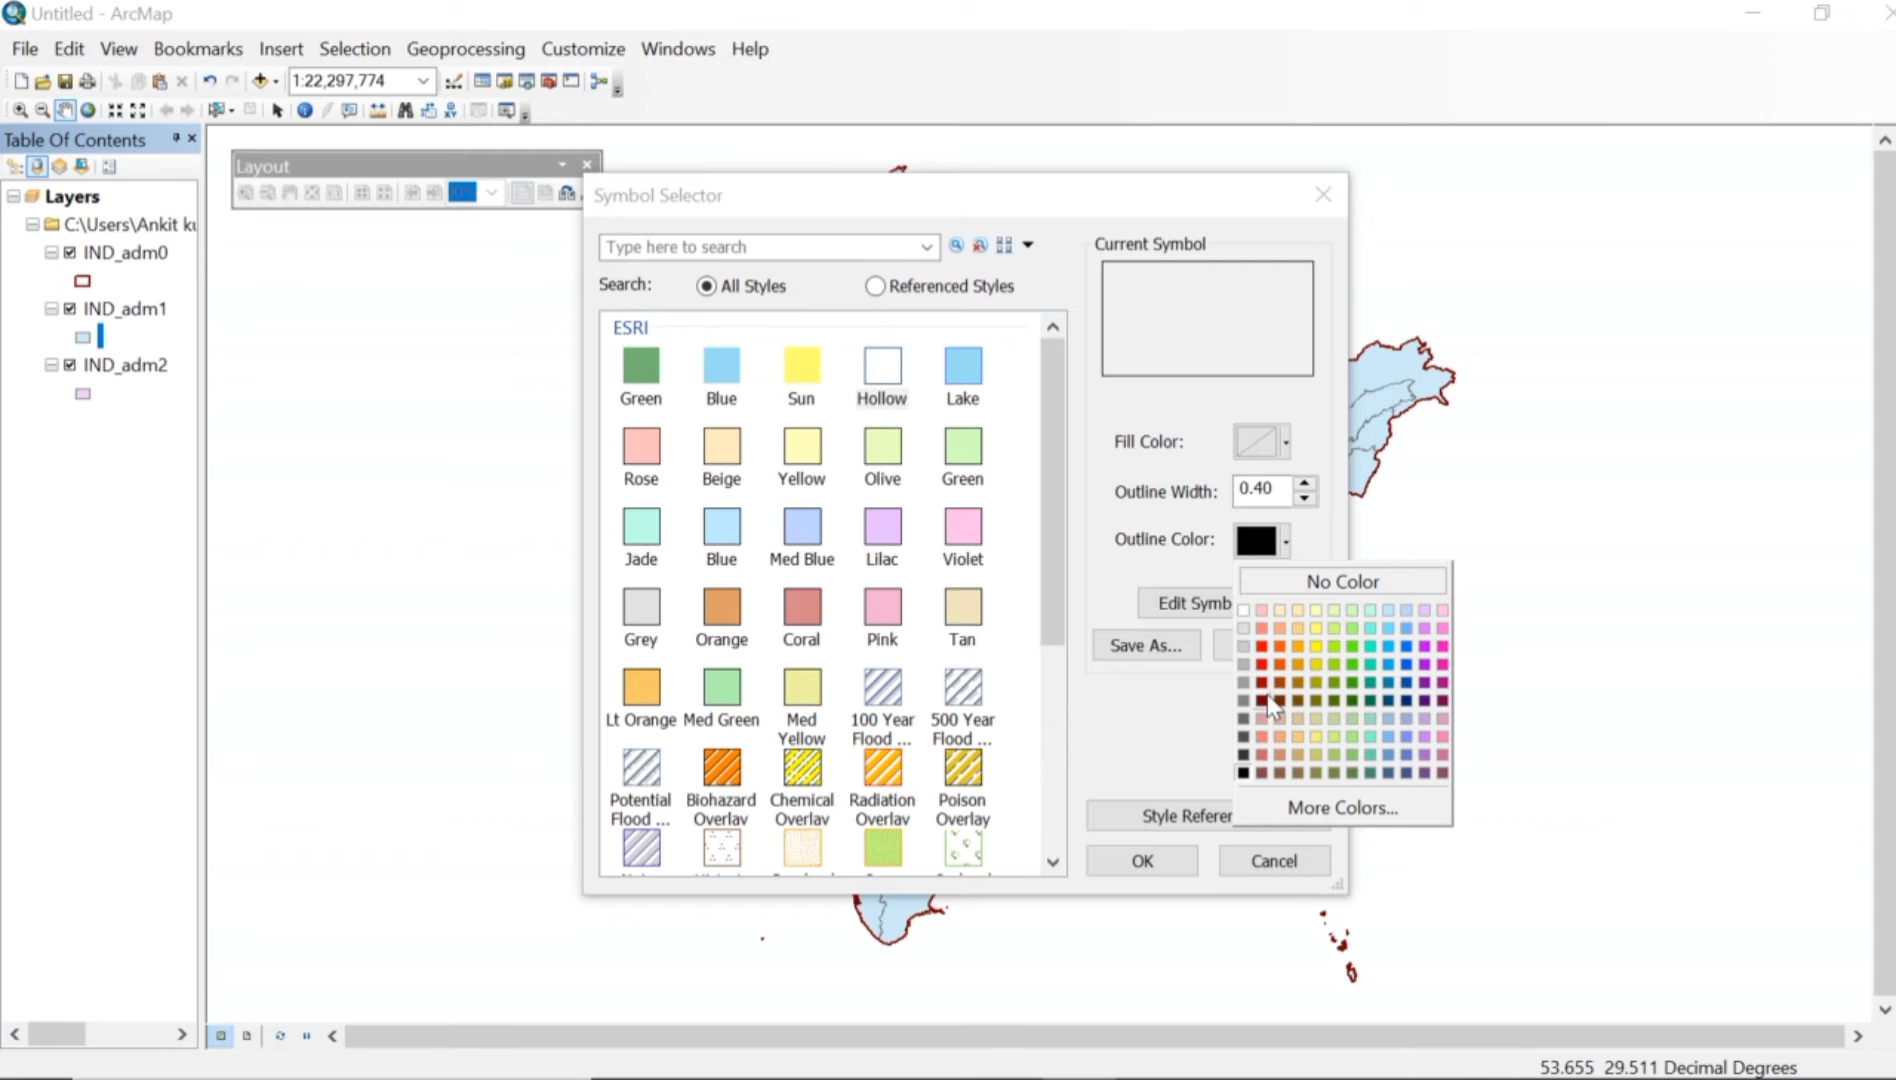 Untitled - ArcMap
File Edit View Bookmarks Insert Selection Geoprocessing Customize Windows Help
1:22,297,774
Table Of Contents
Layers
C:\Users\Ankit ku
IND_adm0
IND_adm1
IND_adm2
Layout
Symbol Selector
Type here to search
Search: All Styles Referenced Styles
ESRI
Green Blue Sun Hollow Lake
Rose Beige Yellow Olive Green
Jade Blue Med Blue Lilac Violet
Grey Orange Coral Pink Tan
Lt Orange Med Green Med Yellow 100 Year Flood ... 500 Year Flood ...
Potential Flood ... Biohazard Overlay Chemical Overlay Radiation Overlay Poison Overlay
Current Symbol
Fill Color:
Outline Width: 0.40
Outline Color:
No Color
Edit Symb
Save As...
More Colors...
Style Referen
OK Cancel
53.655 29.511 Decimal Degrees